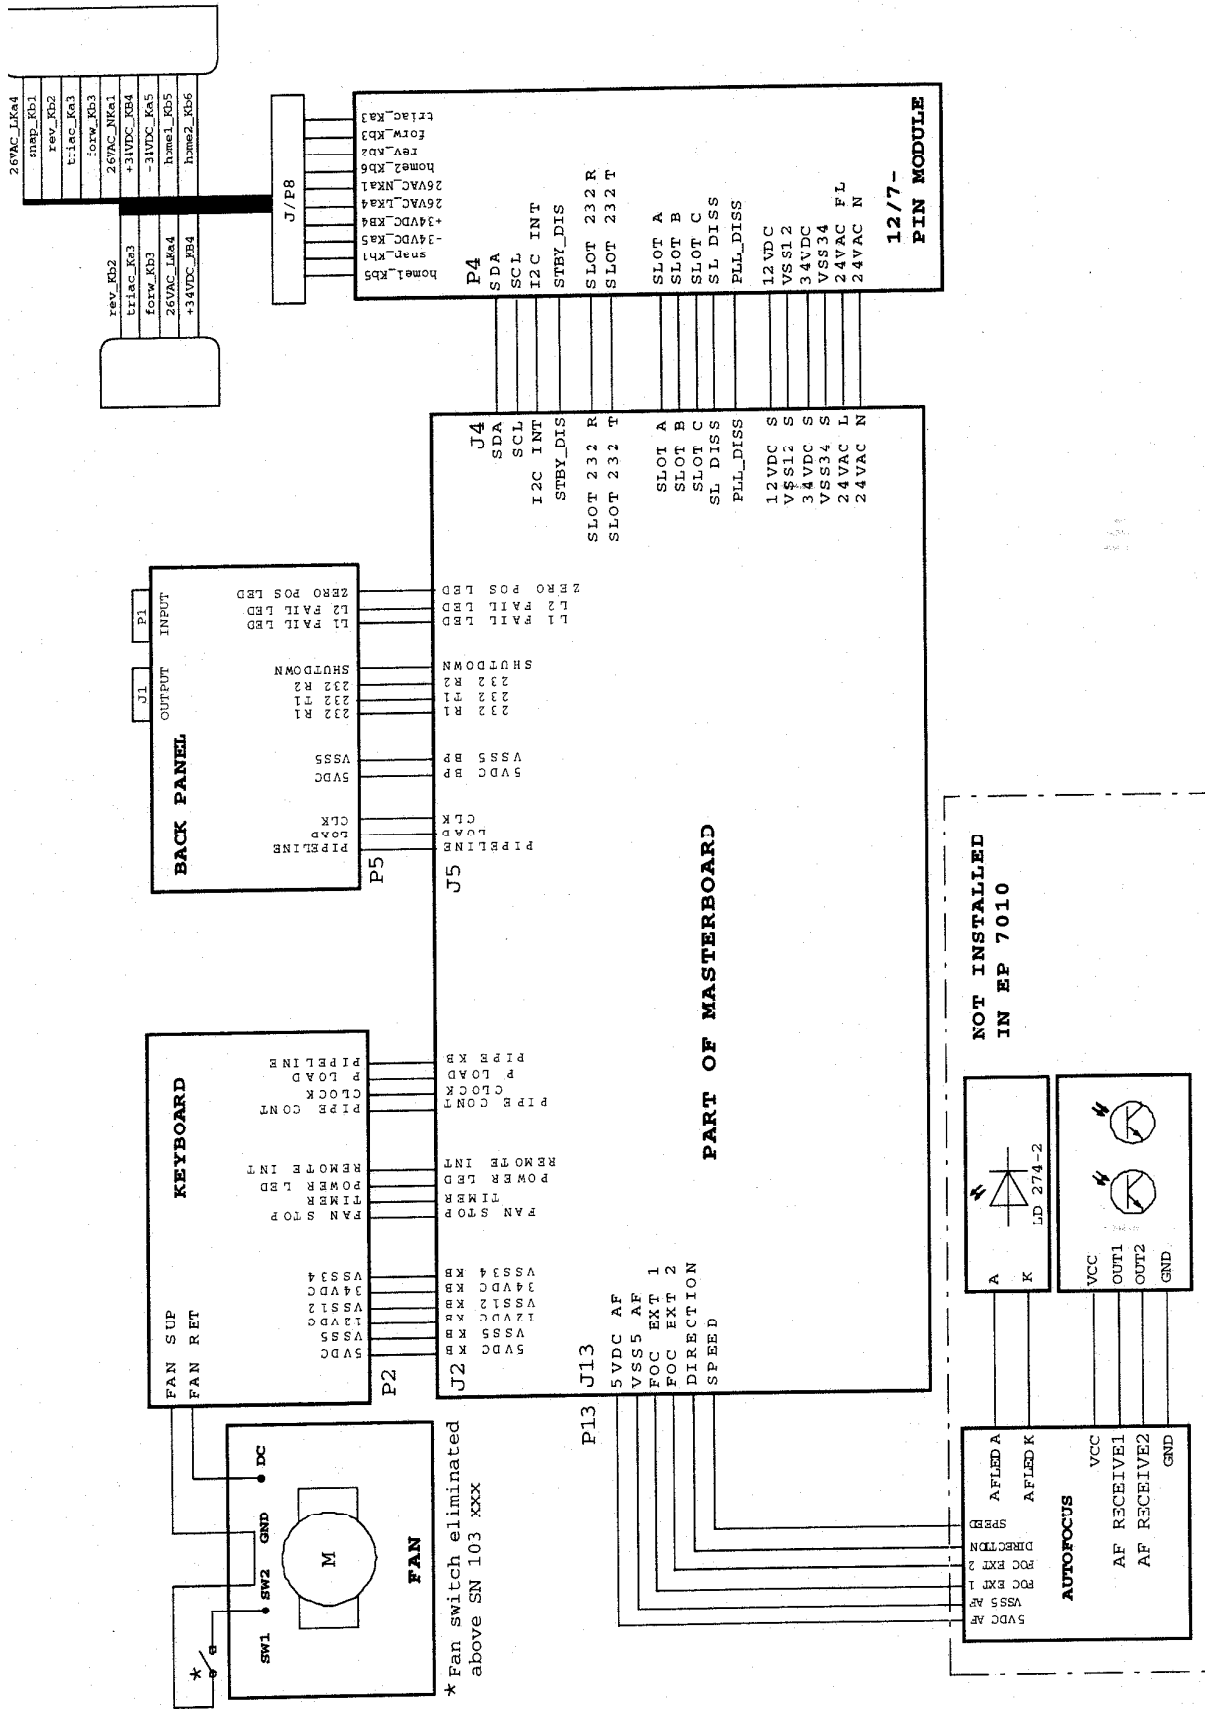 26VAC_LKa4
snap_Kb1
rev_Kb2
triac_Ka3
forw_Kb3
26VAC_NKa1
+31VDC_KB4
-31VDC_Ka5
home1_Kb5
home2_Kb6
rev_Kb2
triac_Ka3
forw_Kb3
26VAC_LKa4
+34VDC_KB4
J/P8
triac_Ka3
forw_Kb3
rev_Kb2
home2_Kb6
26VAC_NKa1
26VAC_LKa4
+34VDC_KB4
-34VDC_Ka5
snap_Kb1
home1_Kb5
P4
SDA
SCL
I2C INT
STBY_DIS
SLOT 232 R
SLOT 232 T
SLOT A
SLOT B
SLOT C
SL DISS
PLL_DISS
12VDC
VSS12
34VDC
VSS34
24VAC FL
24VAC N
12/7-
PIN MODULE
J4
SDA
SCL
I2C INT
STBY_DIS
SLOT 232 R
SLOT 232 T
SLOT A
SLOT B
SLOT C
SL DISS
PLL_DISS
12VDC S
VSS12 S
34VDC S
VSS34 S
24VAC L
24VAC N
P1
INPUT
J1
OUTPUT
BACK PANEL
ZERO POS LED
L2 FAIL LED
L1 FAIL LED
SHUTDOWN
232 R2
232 T1
232 R1
VSS5
5VDC
CLK
LOAD
PIPELINE
P5
J5
ZERO POS LED
L2 FAIL LED
L1 FAIL LED
SHUTDOWN
232 R2
232 T1
232 R1
VSS5 BP
5VDC BP
CLK
LOAD
PIPELINE
PART OF MASTERBOARD
KEYBOARD
PIPELINE
P LOAD
CLOCK
PIPE CONT
REMOTE INT
POWER LED
TIMER
FAN STOP
VSS34
34VDC
VSS12
12VDC
VSS5
5VDC
FAN SUP
FAN RET
P2
J2
PIPE KB
P LOAD
CLOCK
PIPE CONT
REMOTE INT
POWER LED
TIMER
FAN STOP
VSS34 KB
34VDC KB
VSS12 KB
12VDC KB
VSS5 KB
5VDC KB
P13
J13
5VDC AF
VSS5 AF
FOC EXT 1
FOC EXT 2
DIRECTION
SPEED
*
SW1
SW2
GND
DC
M
FAN
* Fan switch eliminated
above SN 103 xxx
NOT INSTALLED
IN EP 7010
A
K
LD 274-2
VCC
OUT1
OUT2
GND
AFLED A
AFLED K
VCC
AF RECEIVE1
AF RECEIVE2
GND
AUTOFOCUS
SPEED
DIRECTION
FOC EXT 2
FOC EXT 1
VSS5 AF
5VDC AF